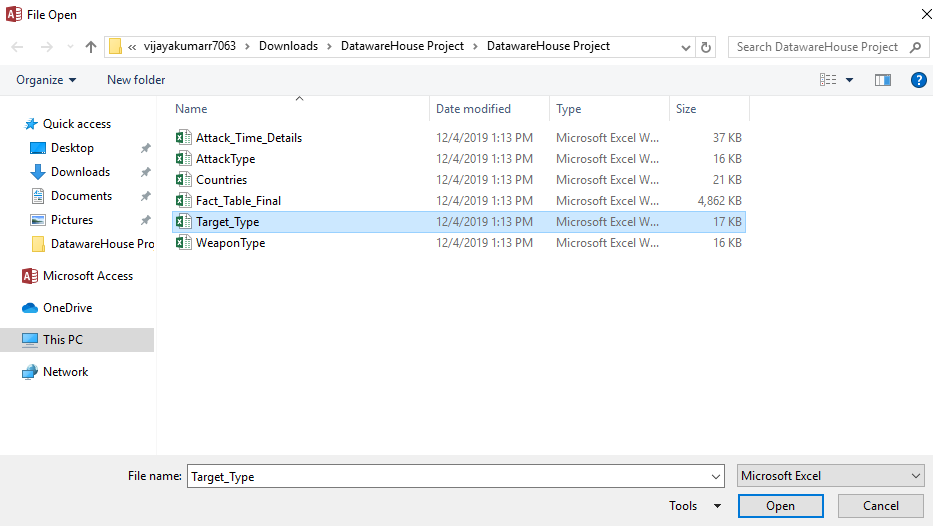 File Open
« vijayakumarr7063 > Downloads > DatawareHouse Project > DatawareHouse Project
Search DatawareHouse Project
Organize
New folder
Name Date modified Type Size
Quick access
Desktop
Downloads
Documents
Pictures
DatawareHouse Pro
Microsoft Access
OneDrive
This PC
Network
Attack_Time_Details 12/4/2019 1:13 PM Microsoft Excel W... 37 KB
AttackType 12/4/2019 1:13 PM Microsoft Excel W... 16 KB
Countries 12/4/2019 1:13 PM Microsoft Excel W... 21 KB
Fact_Table_Final 12/4/2019 1:13 PM Microsoft Excel W... 4,862 KB
Target_Type 12/4/2019 1:13 PM Microsoft Excel W... 17 KB
WeaponType 12/4/2019 1:13 PM Microsoft Excel W... 16 KB
File name: Target_Type
Microsoft Excel
Tools
Open
Cancel